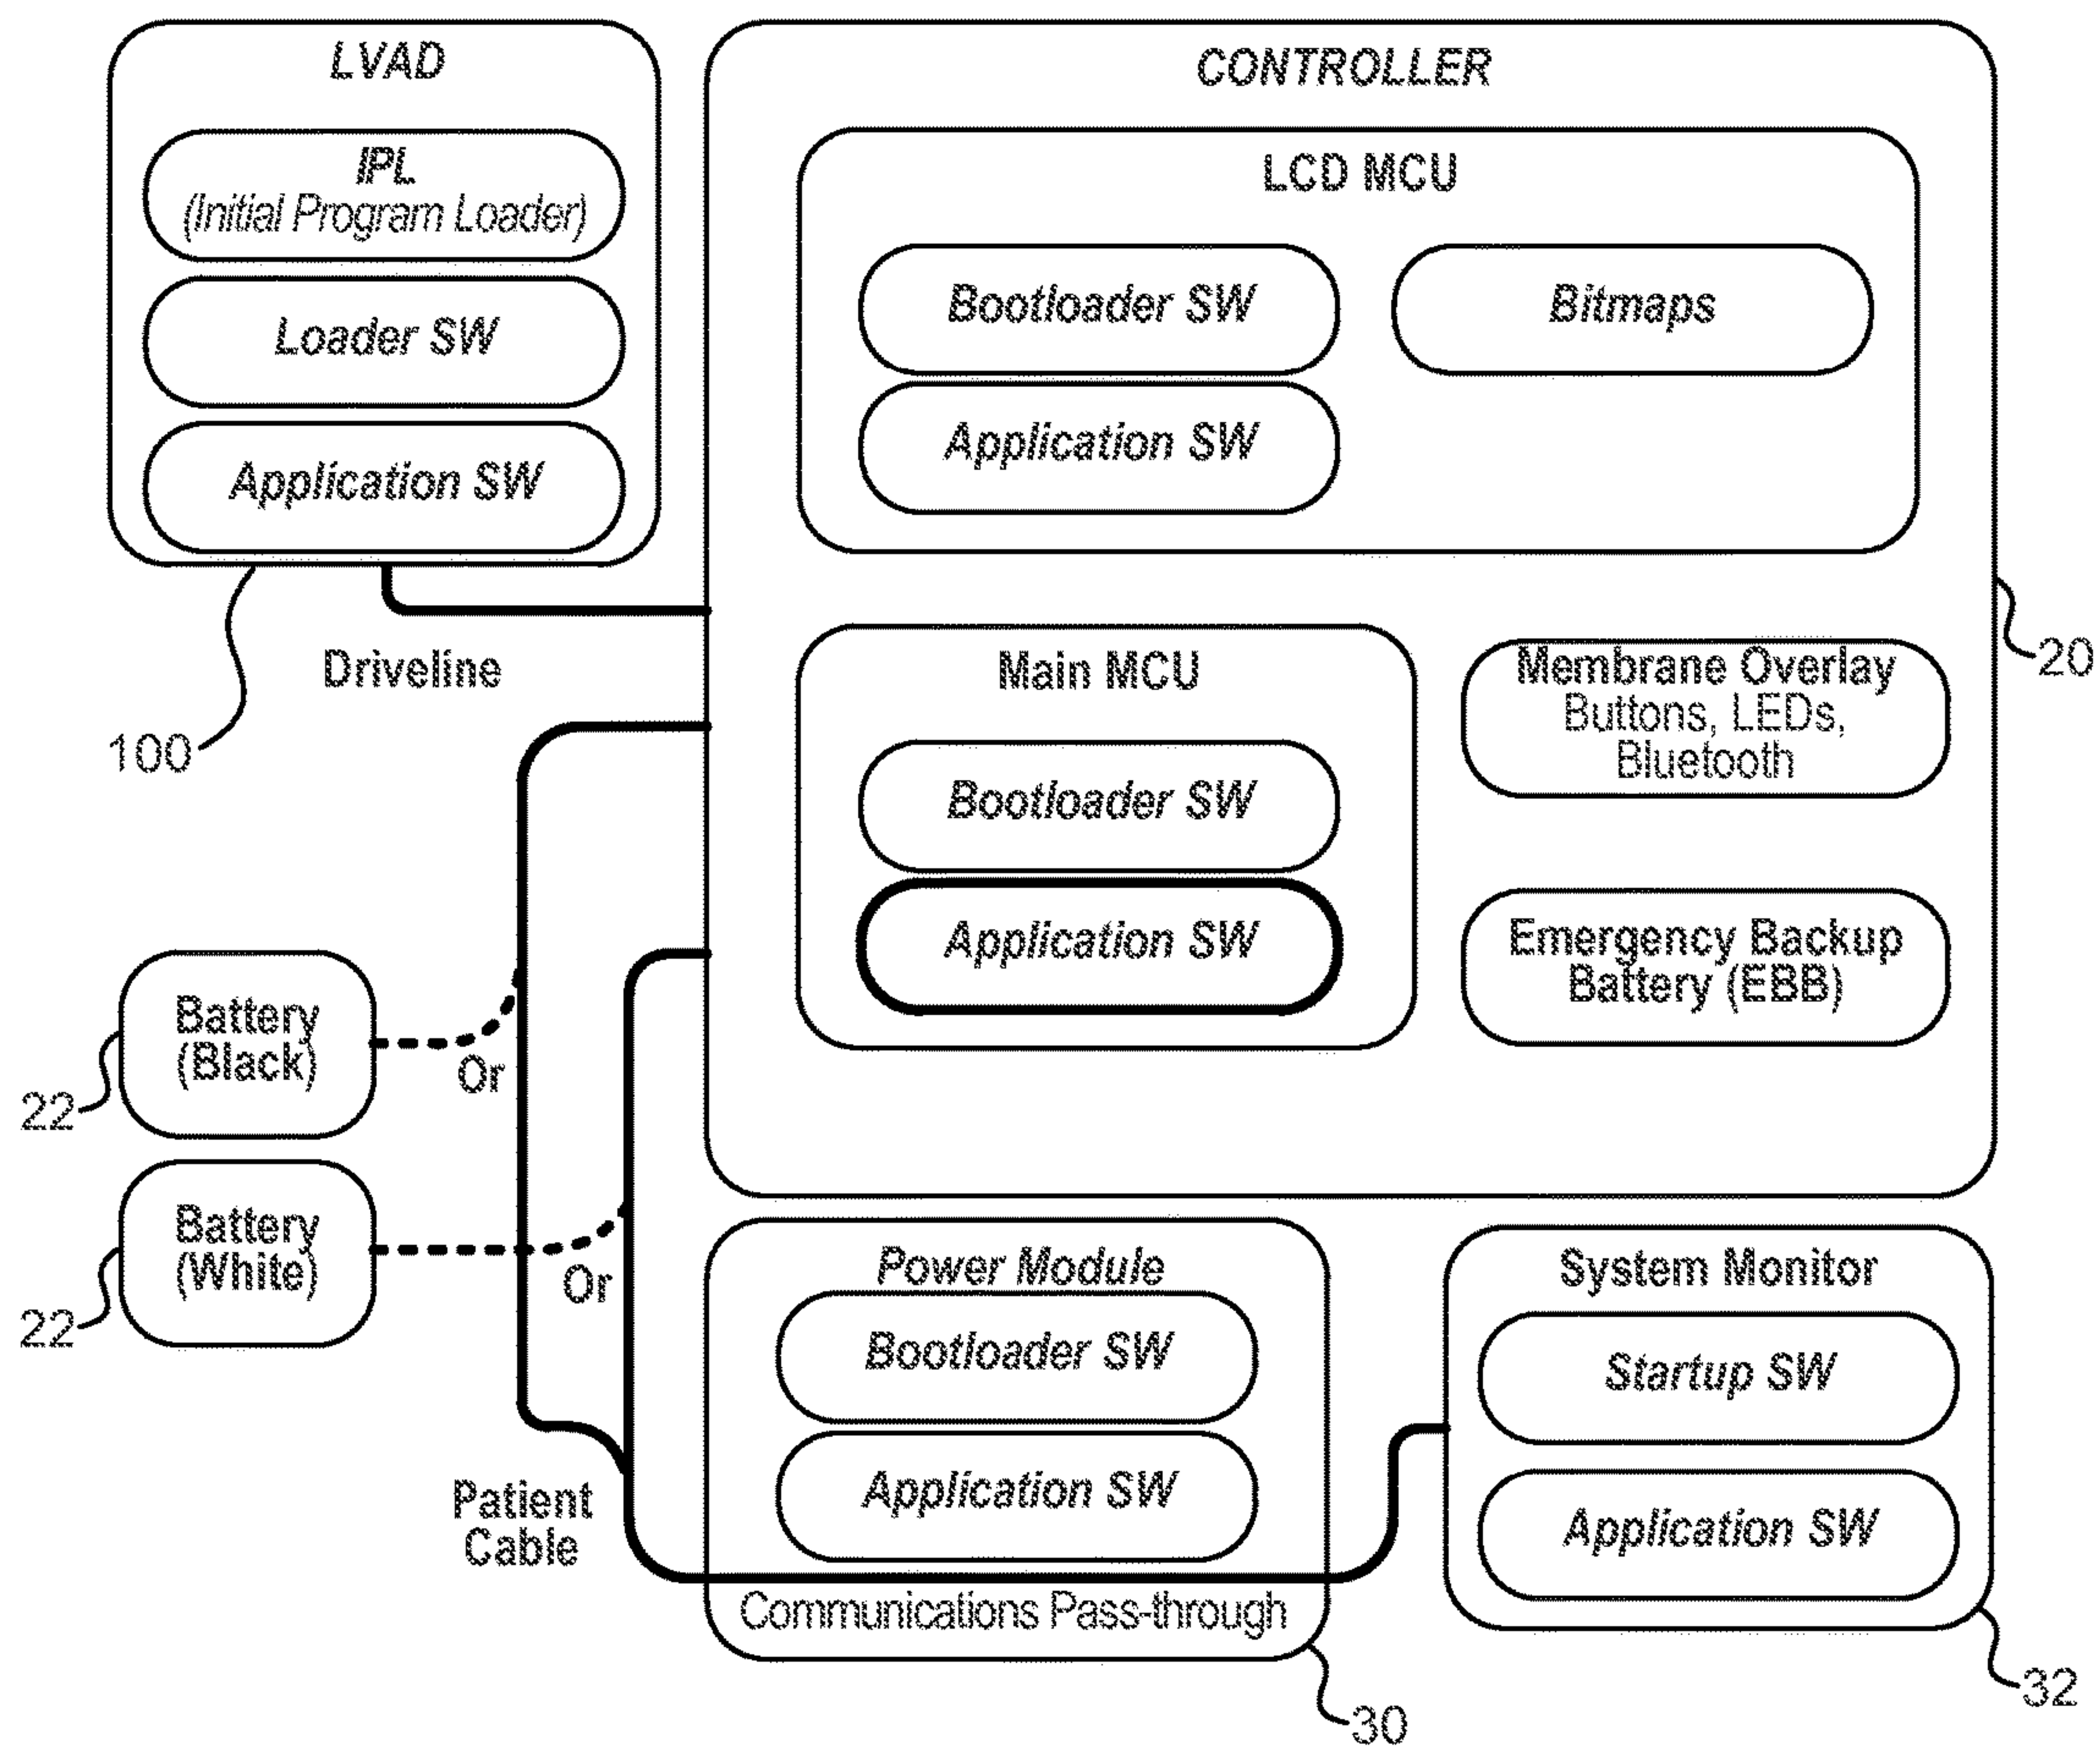 LVAD
IPL
(Initial Program Loader)
Loader SW
Application SW
100
Driveline
CONTROLLER
LCD MCU
Bootloader SW
Bitmaps
Application SW
Main MCU
Bootloader SW
Application SW
Membrane Overlay
Buttons, LEDs,
Bluetooth
Emergency Backup
Battery (EBB)
20
Battery
(Black)
22
Or
Battery
(White)
22
Or
Patient
Cable
Power Module
Bootloader SW
Application SW
Communications Pass-through
30
System Monitor
Startup SW
Application SW
32